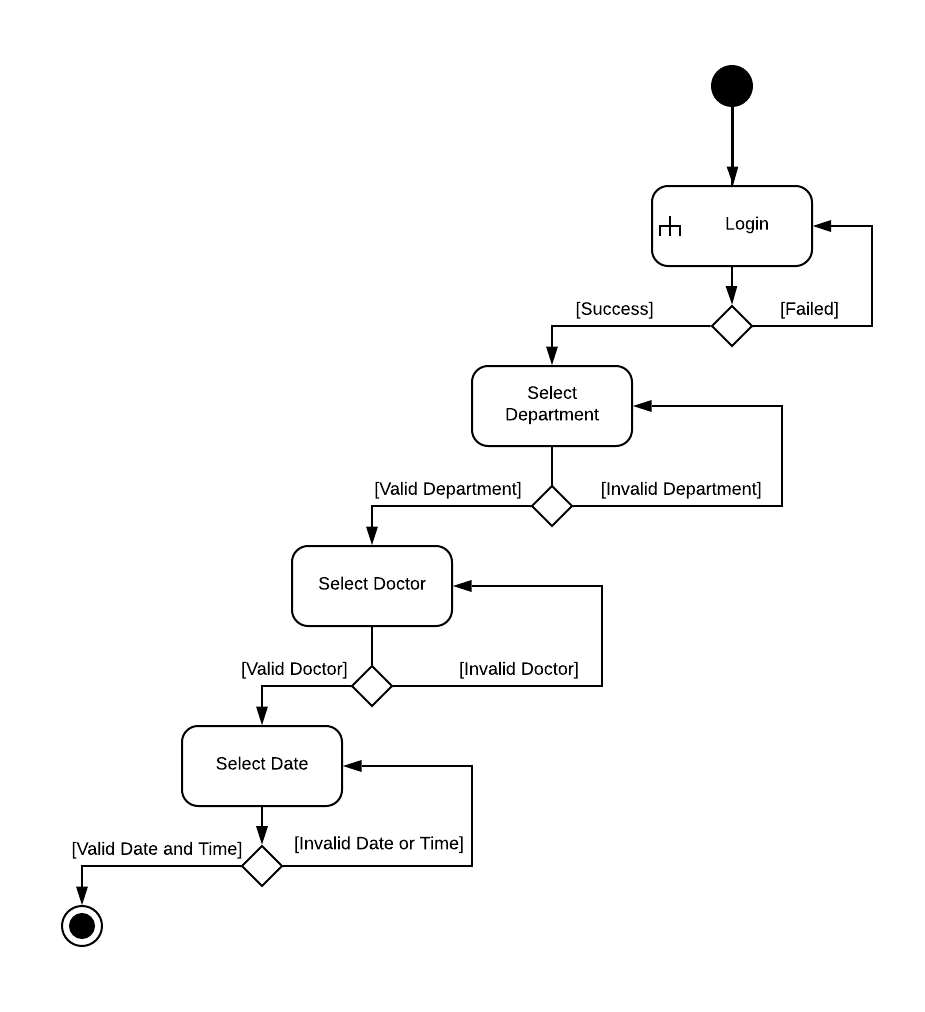 Login
[Success]
[Failed]
Select
Department
[Valid Department]
[Invalid Department]
Select Doctor
[Valid Doctor]
[Invalid Doctor]
Select Date
[Valid Date and Time]
[Invalid Date or Time]